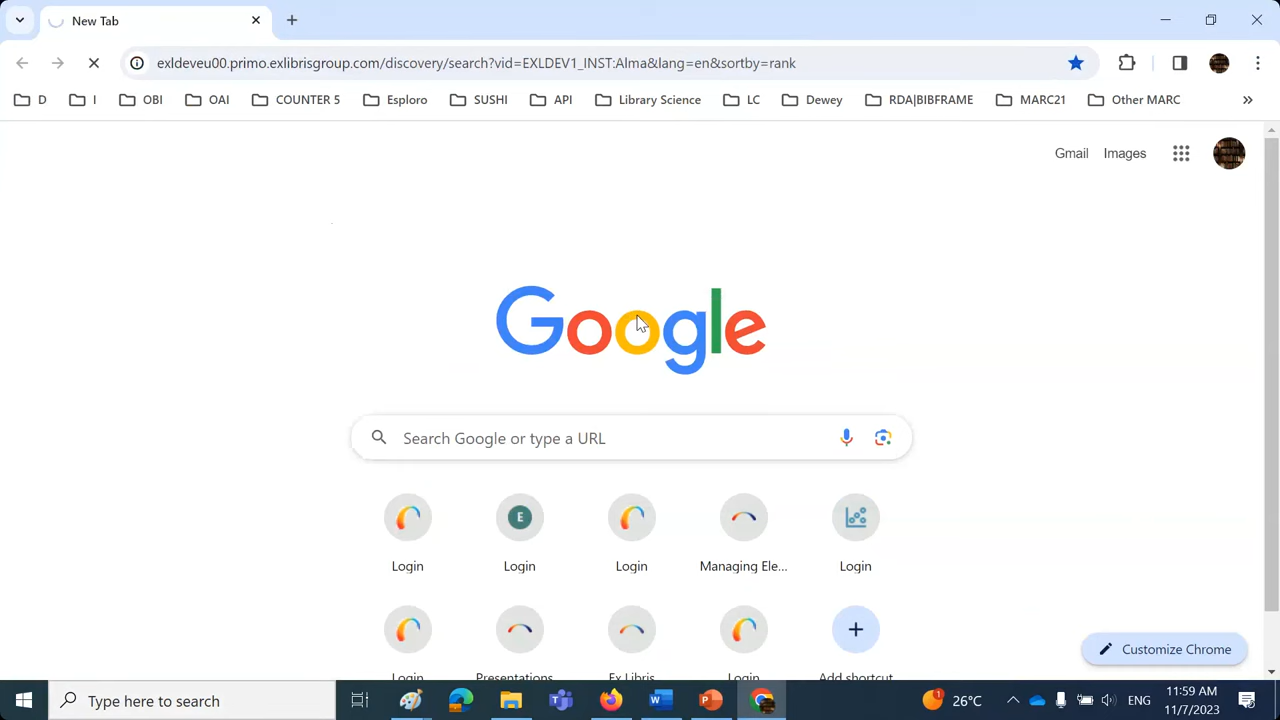 New Tab
exldeveu00.primo.exlibrisgroup.com/discovery/search?vid=EXLDEV1_INST:Alma&lang=en&sortby=rank
D I OBI OAI COUNTER 5 Esploro SUSHI API Library Science LC Dewey RDA|BIBFRAME MARC21 Other MARC
Gmail Images
Google
Search Google or type a URL
E
Login Login Login Managing Ele... Login
Login Presentations Ex Libris Login Add shortcut
Customize Chrome
Type here to search
1 26°C ENG
11:59 AM
11/7/2023